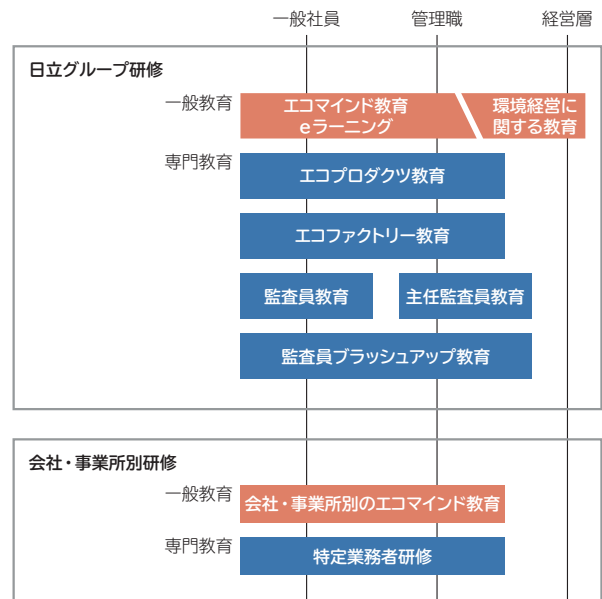 一般社員 管理職 経営層
日立グループ研修
一般教育
エコマインド教育
eラーニング
環境経営に
関する教育
専門教育
エコプロダクツ教育
エコファクトリー教育
監査員教育
主任監査員教育
監査員ブラッシュアップ教育
会社・事業所別研修
一般教育
会社・事業所別のエコマインド教育
専門教育
特定業務者研修